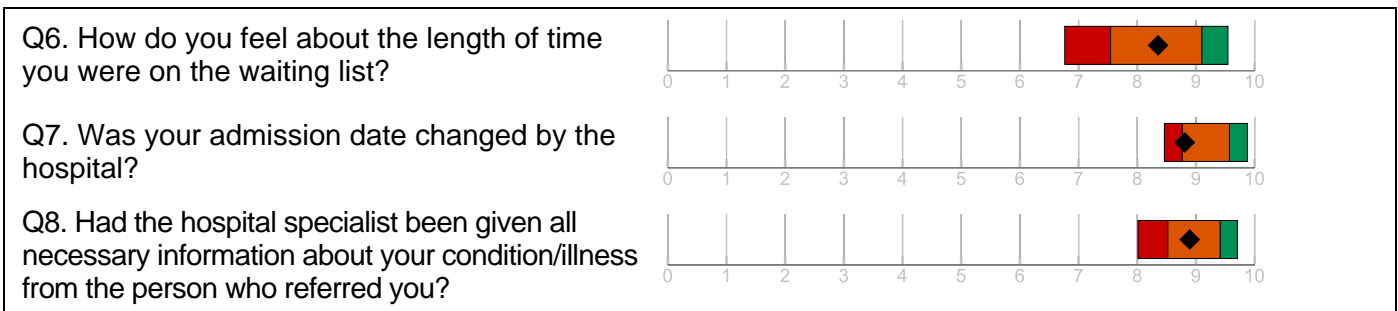 Q6. How do you feel about the length of time
you were on the waiting list?
0 1 2 3 4 5 6 7 8 9 10
Q7. Was your admission date changed by the
hospital?
0 1 2 3 4 5 6 7 8 9 10
Q8. Had the hospital specialist been given all
necessary information about your condition/illness
from the person who referred you?
0 1 2 3 4 5 6 7 8 9 10